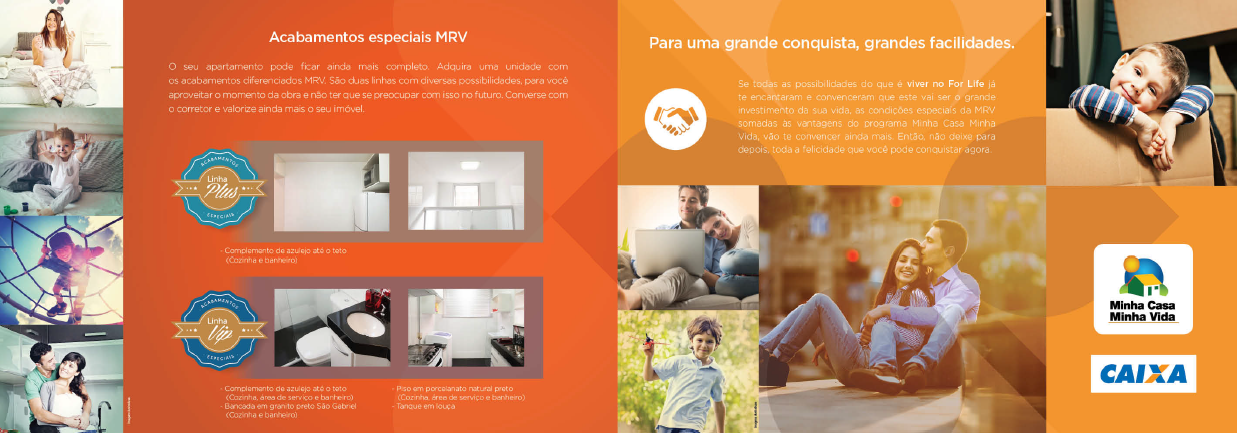 Acabamentos especiais MRV
O seu apartamento pode ficar ainda mais completo. Adquira uma unidade com
os acabamentos diferenciados MRV. São duas linhas com diversas possibilidades, para você
aproveitar o momento da obra e não ter que se preocupar com isso no futuro. Converse com
o corretor e valorize ainda mais o seu imóvel.
ACABAMENTOS
Linha
Plus
ESPECIAIS
- Complemento de azulejo até o teto
(Cozinha e banheiro)
ACABAMENTOS
Linha
Vip
ESPECIAIS
- Complemento de azulejo até o teto
(Cozinha, área de serviço e banheiro)
- Bancada em granito preto São Gabriel
(Cozinha e banheiro)
- Piso em porcelanato natural preto
(Cozinha, área de serviço e banheiro)
- Tanque em louça
Para uma grande conquista, grandes facilidades.
Se todas as possibilidades do que é viver no For Life já
te encantaram e convenceram que este vai ser o grande
investimento da sua vida, as condições especiais da MRV
somadas às vantagens do programa Minha Casa Minha
Vida, vão te convencer ainda mais. Então, não deixe para
depois, toda a felicidade que você pode conquistar agora.
Minha Casa
Minha Vida
CAIXA